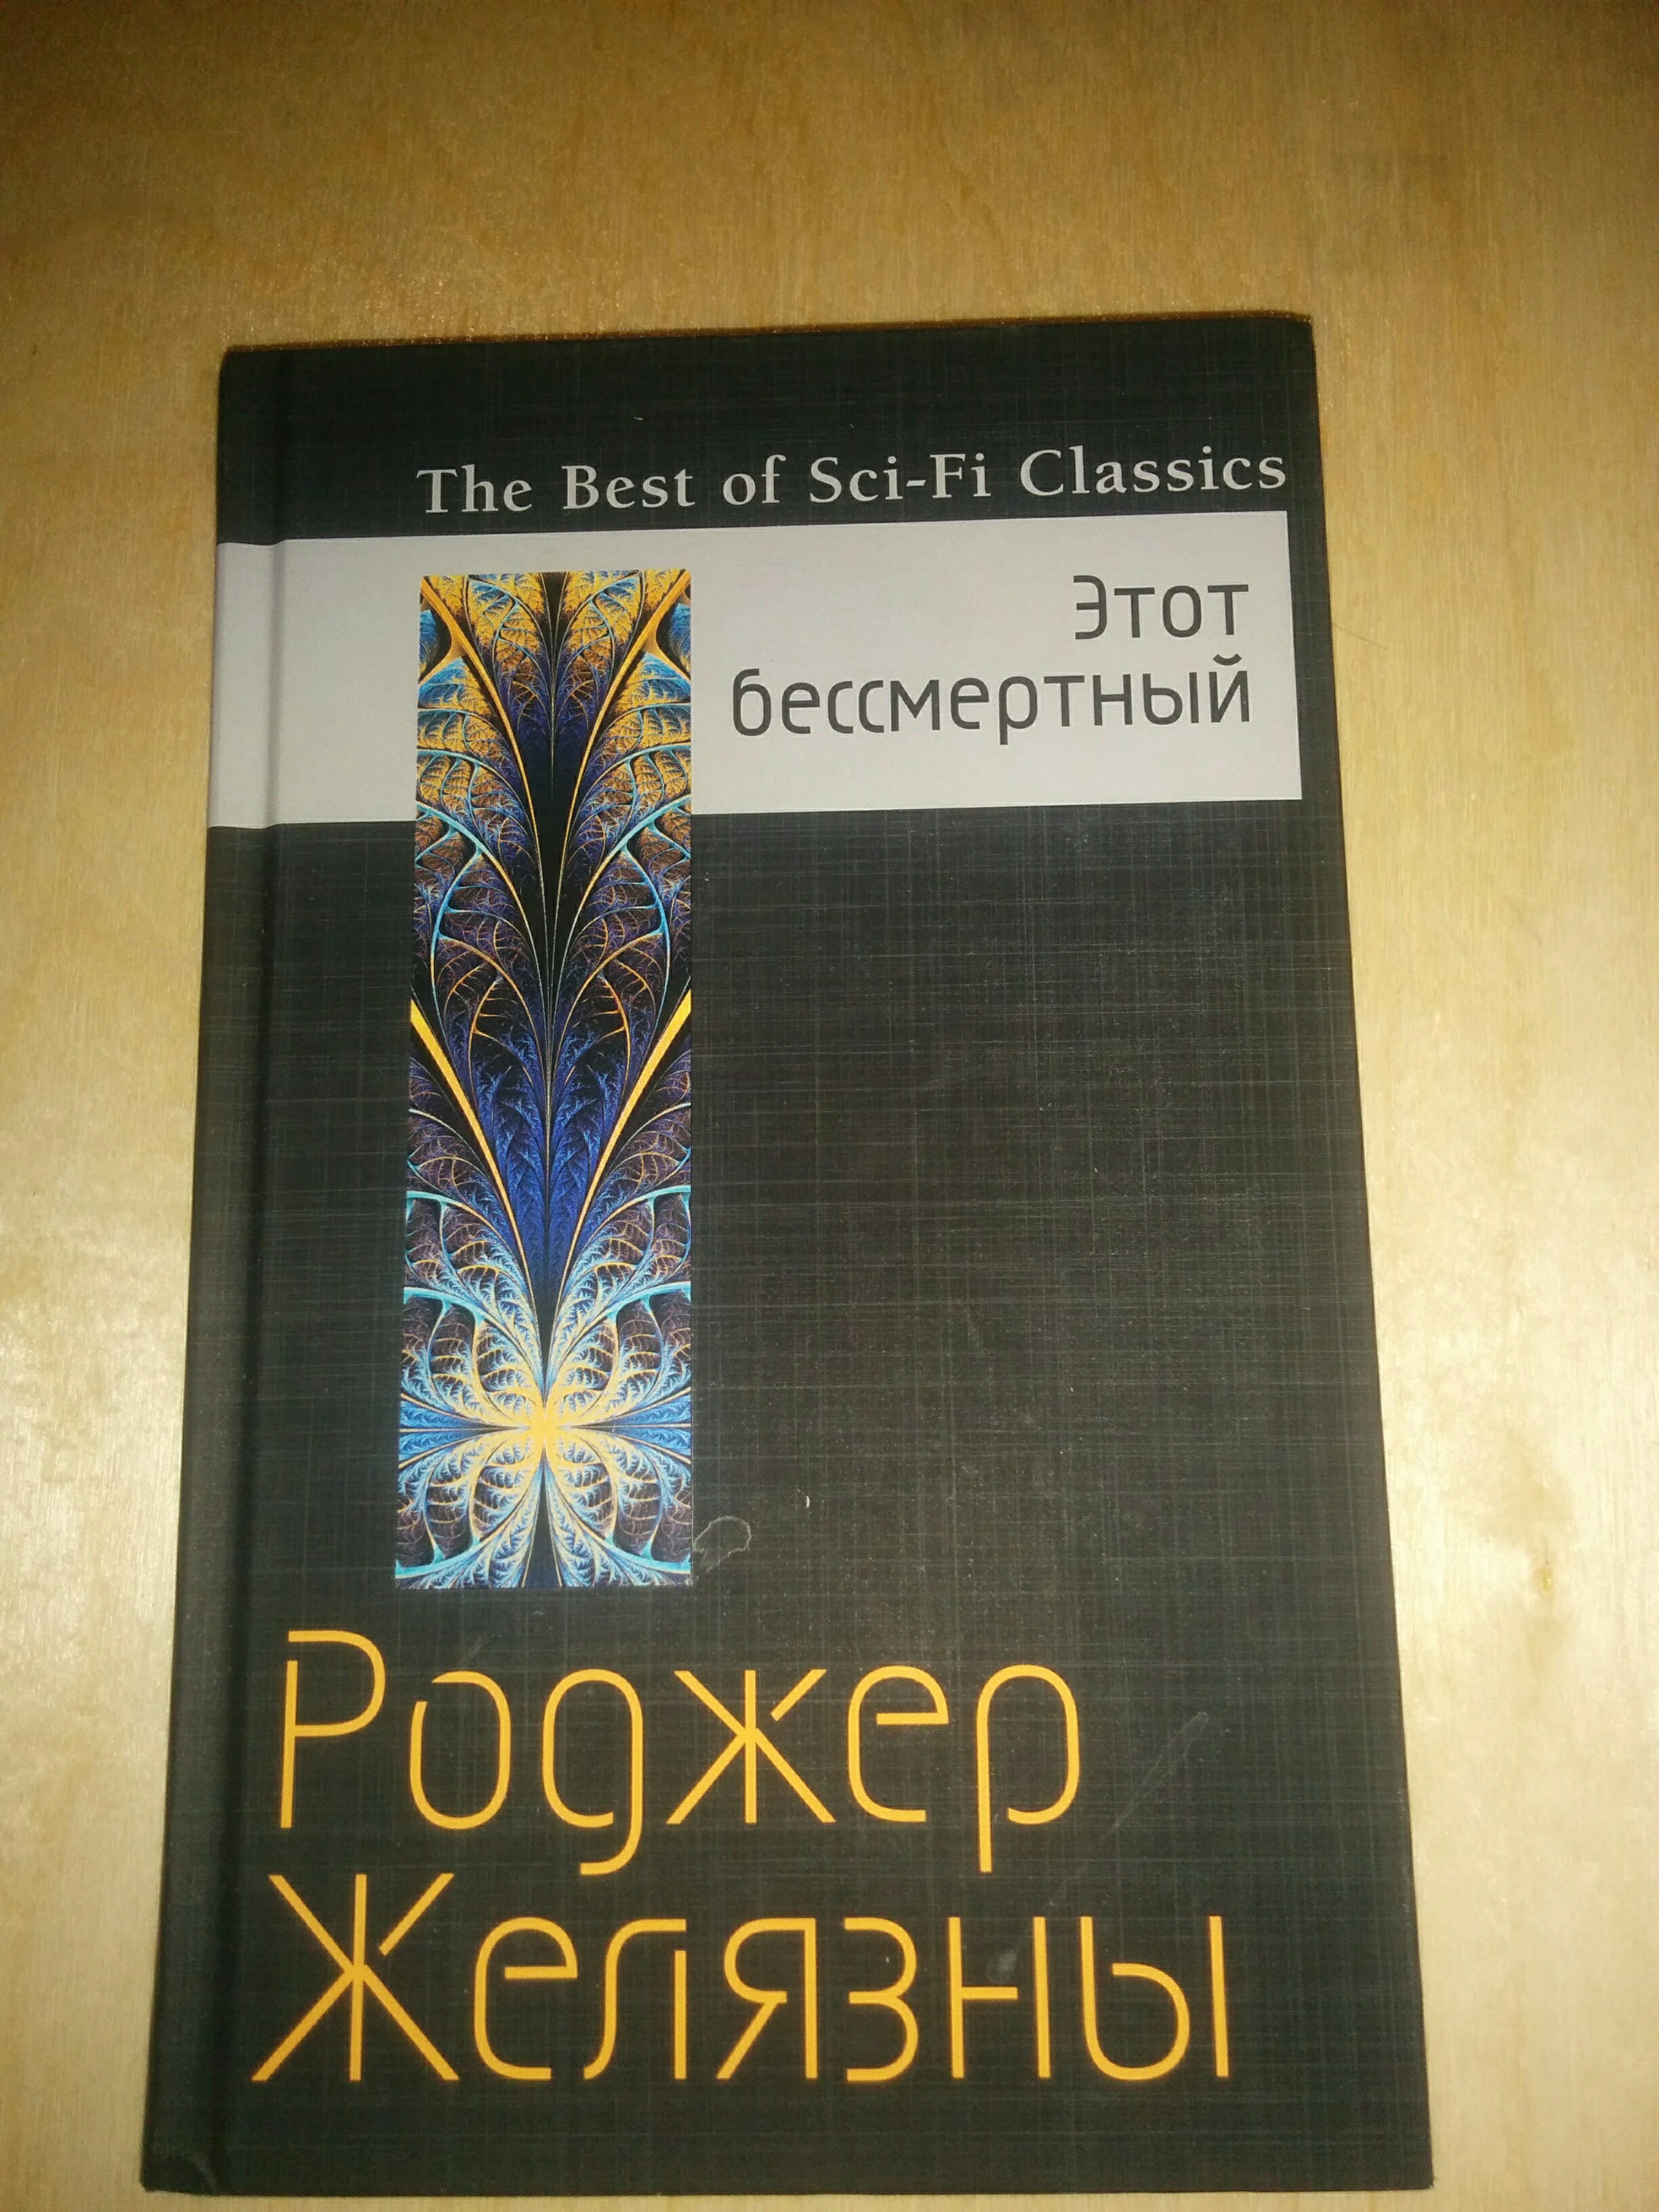 The Best of Sci-Fi Classics
Этот
бессмертный
Роджер
Желязны